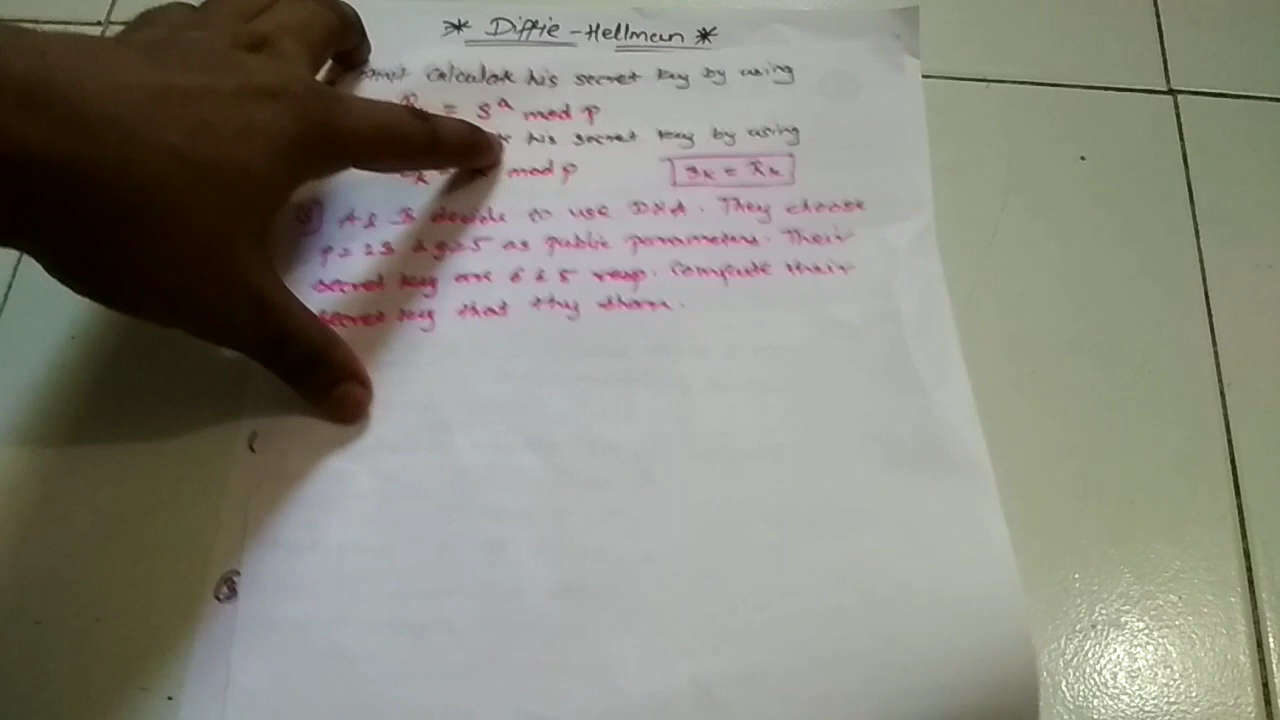 * Diffie-Hellman *
calculate his secret key by using
= S^a mod p
his secret key by using
k = mod p Sk = Rk
Q] A & B decide to use DHA. They choose
p = 23 & g = 5 as public parameters. Their
secret key are 6 & 5 resp. Compute their
secret key that they share.